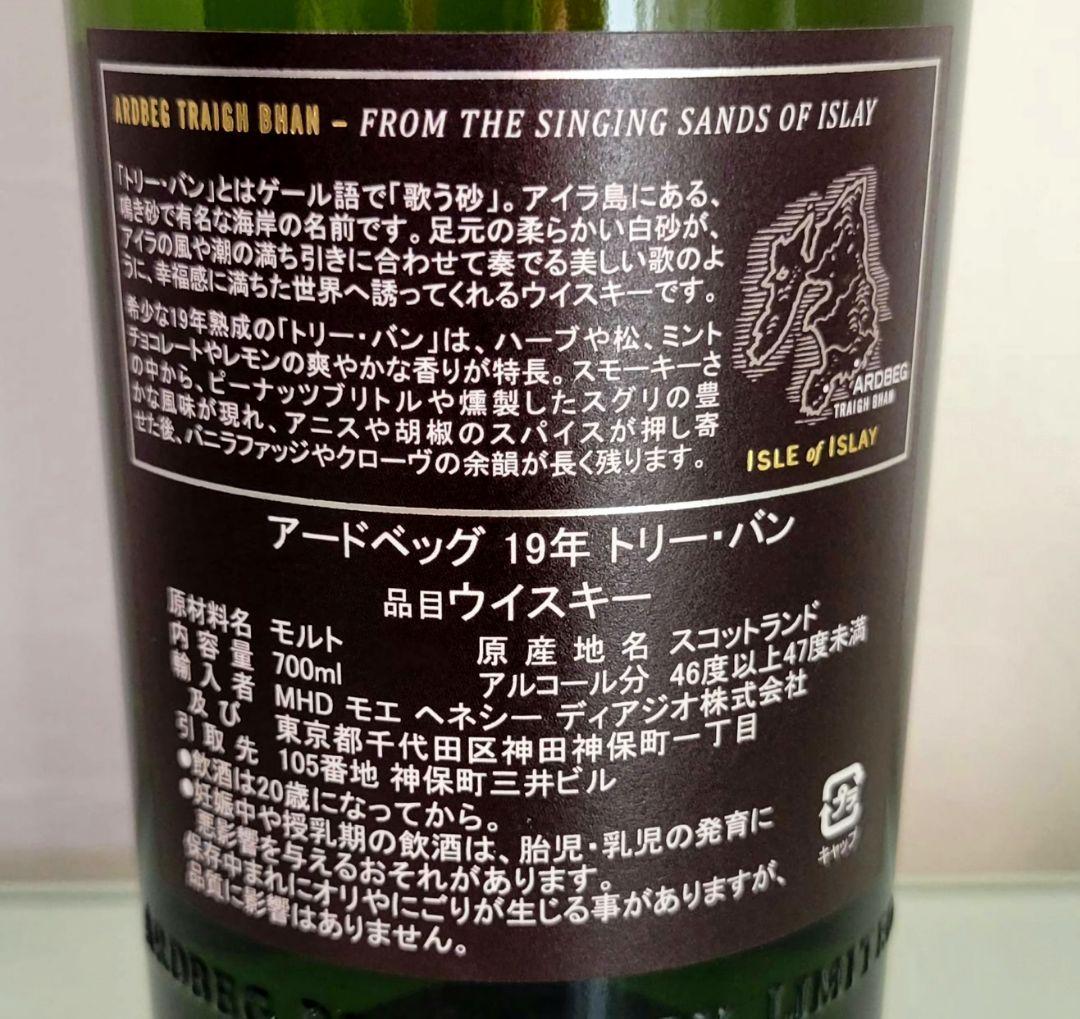 ARDBEG TRAIGH BHAN – FROM THE SINGING SANDS OF ISLAY
「トリー・バン」とはゲール語で「歌う砂」。アイラ島にある、
鳴き砂で有名な海岸の名前です。足元の柔らかい白砂が、
アイラの風や潮の満ち引きに合わせて奏でる美しい歌のよ
うに、幸福感に満ちた世界へ誘ってくれるウイスキーです。
希少な19年熟成の「トリー・バン」は、ハーブや松、ミント
チョコレートやレモンの爽やかな香りが特長。スモーキーさ
の中から、ピーナッツブリトルや燻製したスグリの豊
かな風味が現れ、アニスや胡椒のスパイスが押し寄
せた後、バニラファッジやクローヴの余韻が長く残ります。
ARDBEG
TRAIGH BHAN
ISLE of ISLAY
アードベッグ 19年 トリー・バン
品目ウイスキー
原材料名 モルト 原産地名 スコットランド
内容量 700ml アルコール分 46度以上47度未満
輸入者 MHD モエ ヘネシー ディアジオ株式会社
及び 東京都千代田区神田神保町一丁目
引取先 105番地 神保町三井ビル
●飲酒は20歳になってから。
●妊娠中や授乳期の飲酒は、胎児・乳児の発育に
悪影響を与えるおそれがあります。
保存中まれにオリやにごりが生じる事がありますが、
品質に影響はありません。
プラ
キャップ
ARDBEG
LIMITED